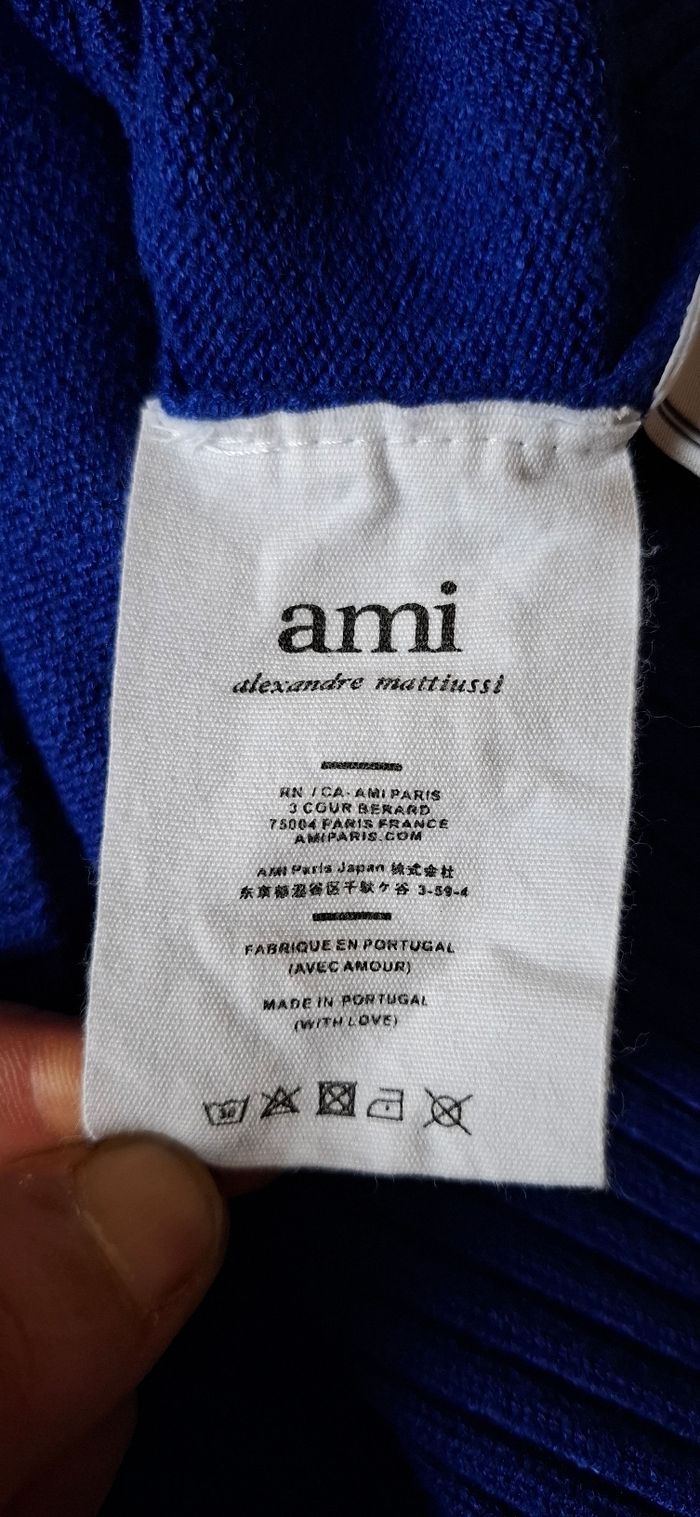 ami
alexandre mattiussi
RN / CA - AMI PARIS
3 COUR BERARD
75004 PARIS FRANCE
AMIPARIS.COM
AMI Paris Japan 株式会社
東京都渋谷区千駄ケ谷 3-59-4
FABRIQUE EN PORTUGAL
(AVEC AMOUR)
MADE IN PORTUGAL
(WITH LOVE)
30